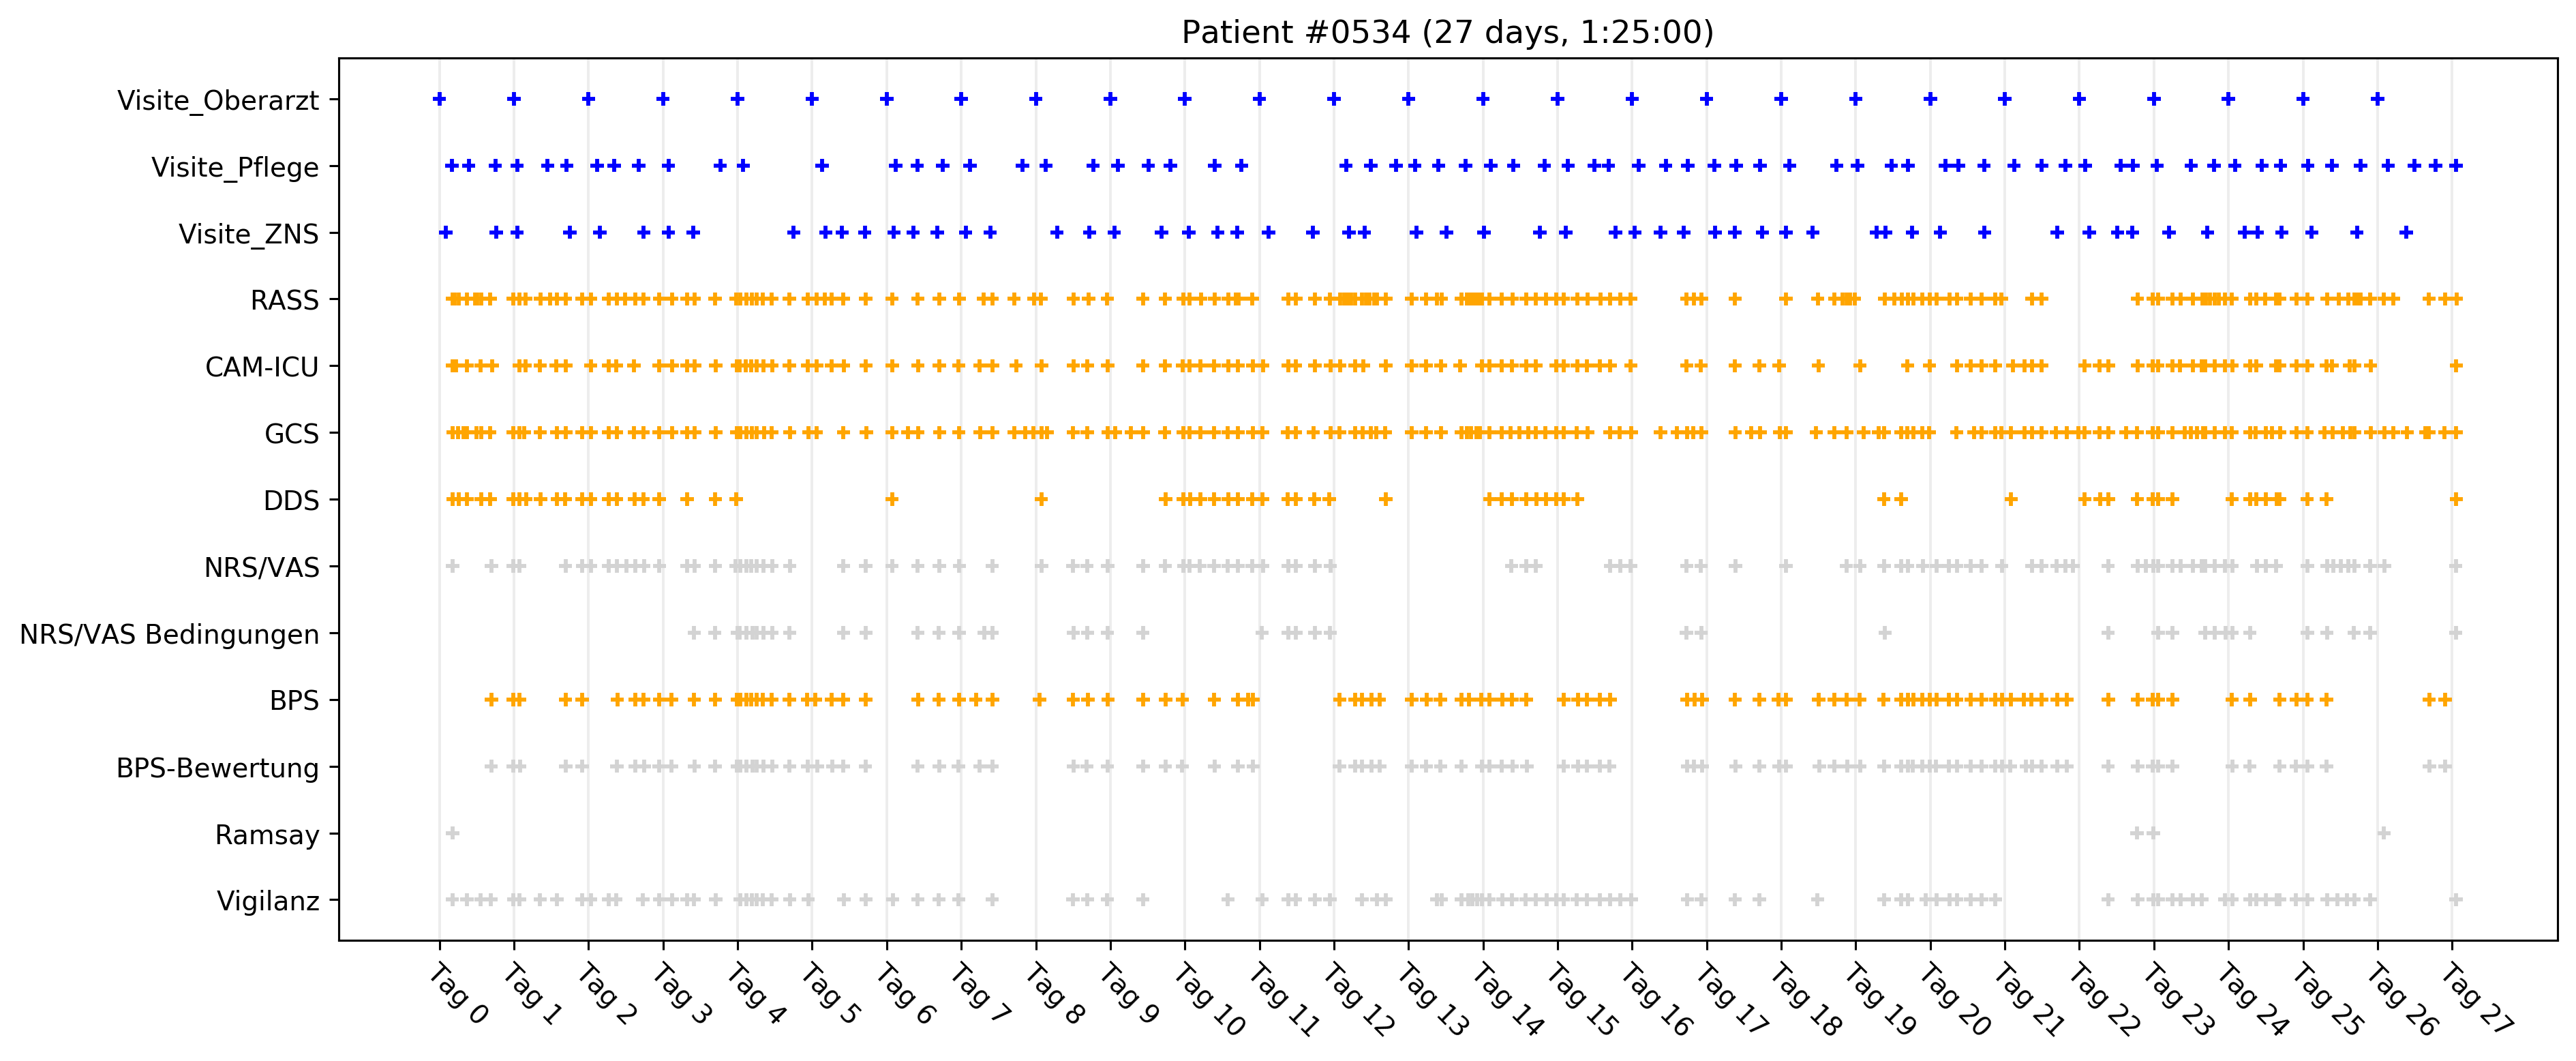 Patient #0534 (27 days, 1:25:00)
Visite_Oberarzt
Visite_Pflege
Visite_ZNS
RASS
CAM-ICU
GCS
DDS
NRS/VAS
NRS/VAS Bedingungen
BPS
BPS-Bewertung
Ramsay
Vigilanz
Tag 0
Tag 1
Tag 2
Tag 3
Tag 4
Tag 5
Tag 6
Tag 7
Tag 8
Tag 9
Tag 10
Tag 11
Tag 12
Tag 13
Tag 14
Tag 15
Tag 16
Tag 17
Tag 18
Tag 19
Tag 20
Tag 21
Tag 22
Tag 23
Tag 24
Tag 25
Tag 26
Tag 27